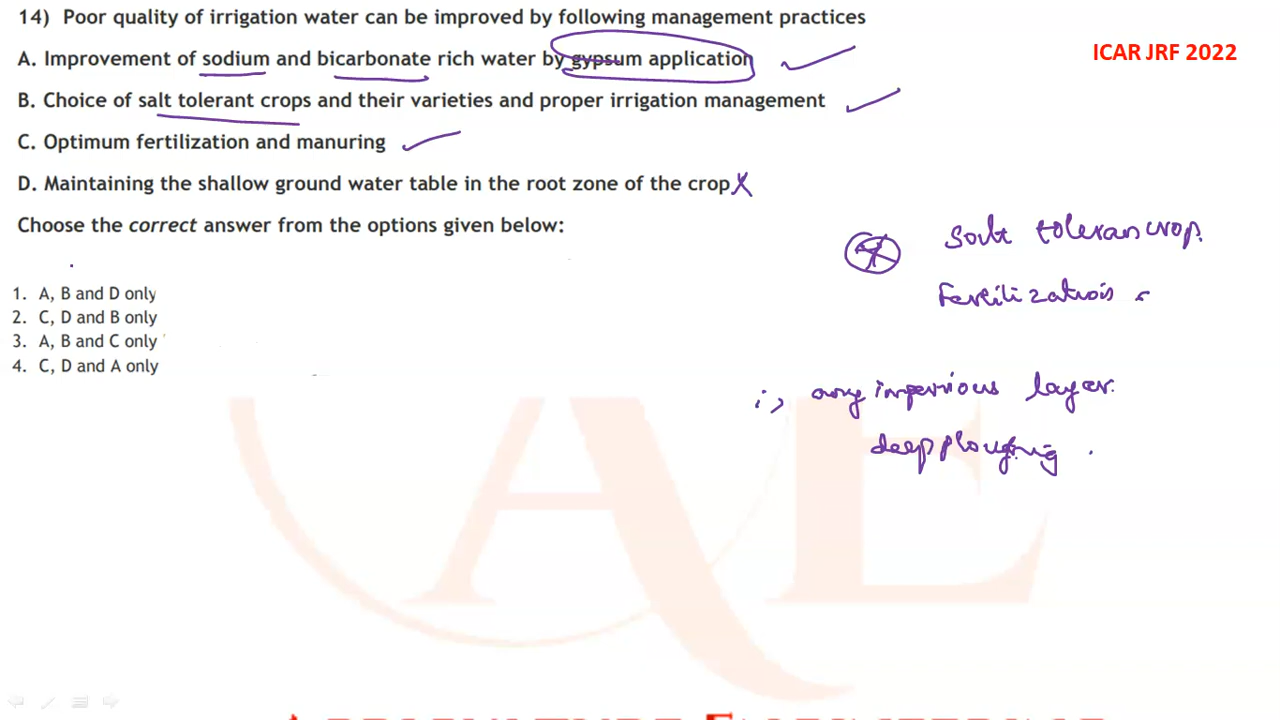 14) Poor quality of irrigation water can be improved by following management practices
ICAR JRF 2022
A. Improvement of sodium and bicarbonate rich water by gypsum application
B. Choice of salt tolerant crops and their varieties and proper irrigation management
C. Optimum fertilization and manuring
D. Maintaining the shallow ground water table in the root zone of the crop
Choose the correct answer from the options given below:
1. A, B and D only
2. C, D and B only
3. A, B and C only
4. C, D and A only
Salt toleran crop.
Fertilization
i, any impervious layer.
deep ploughing
AE